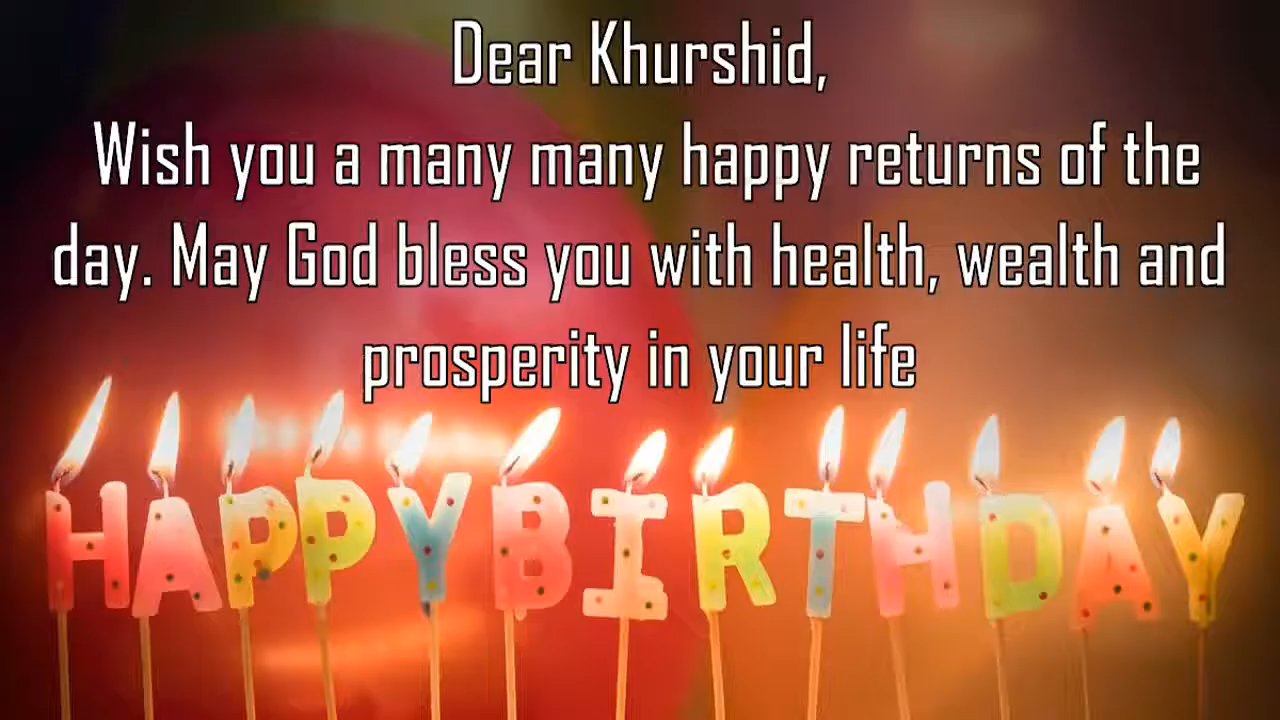 Dear Khurshid,
Wish you a many many happy returns of the
day. May God bless you with health, wealth and
prosperity in your life
HAPPY BIRTHDAY